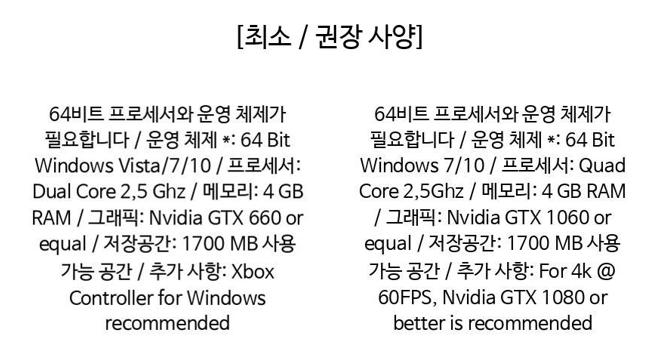 [최소 / 권장 사양]
64비트 프로세서와 운영 체제가
필요합니다 / 운영 체제 *: 64 Bit
Windows Vista/7/10 / 프로세서:
Dual Core 2,5 Ghz / 메모리: 4 GB
RAM / 그래픽: Nvidia GTX 660 or
equal / 저장공간: 1700 MB 사용
가능 공간 / 추가 사항: Xbox
Controller for Windows
recommended
64비트 프로세서와 운영 체제가
필요합니다 / 운영 체제 *: 64 Bit
Windows 7/10 / 프로세서: Quad
Core 2,5Ghz / 메모리: 4 GB RAM
/ 그래픽: Nvidia GTX 1060 or
equal / 저장공간: 1700 MB 사용
가능 공간 / 추가 사항: For 4k @
60FPS, Nvidia GTX 1080 or
better is recommended